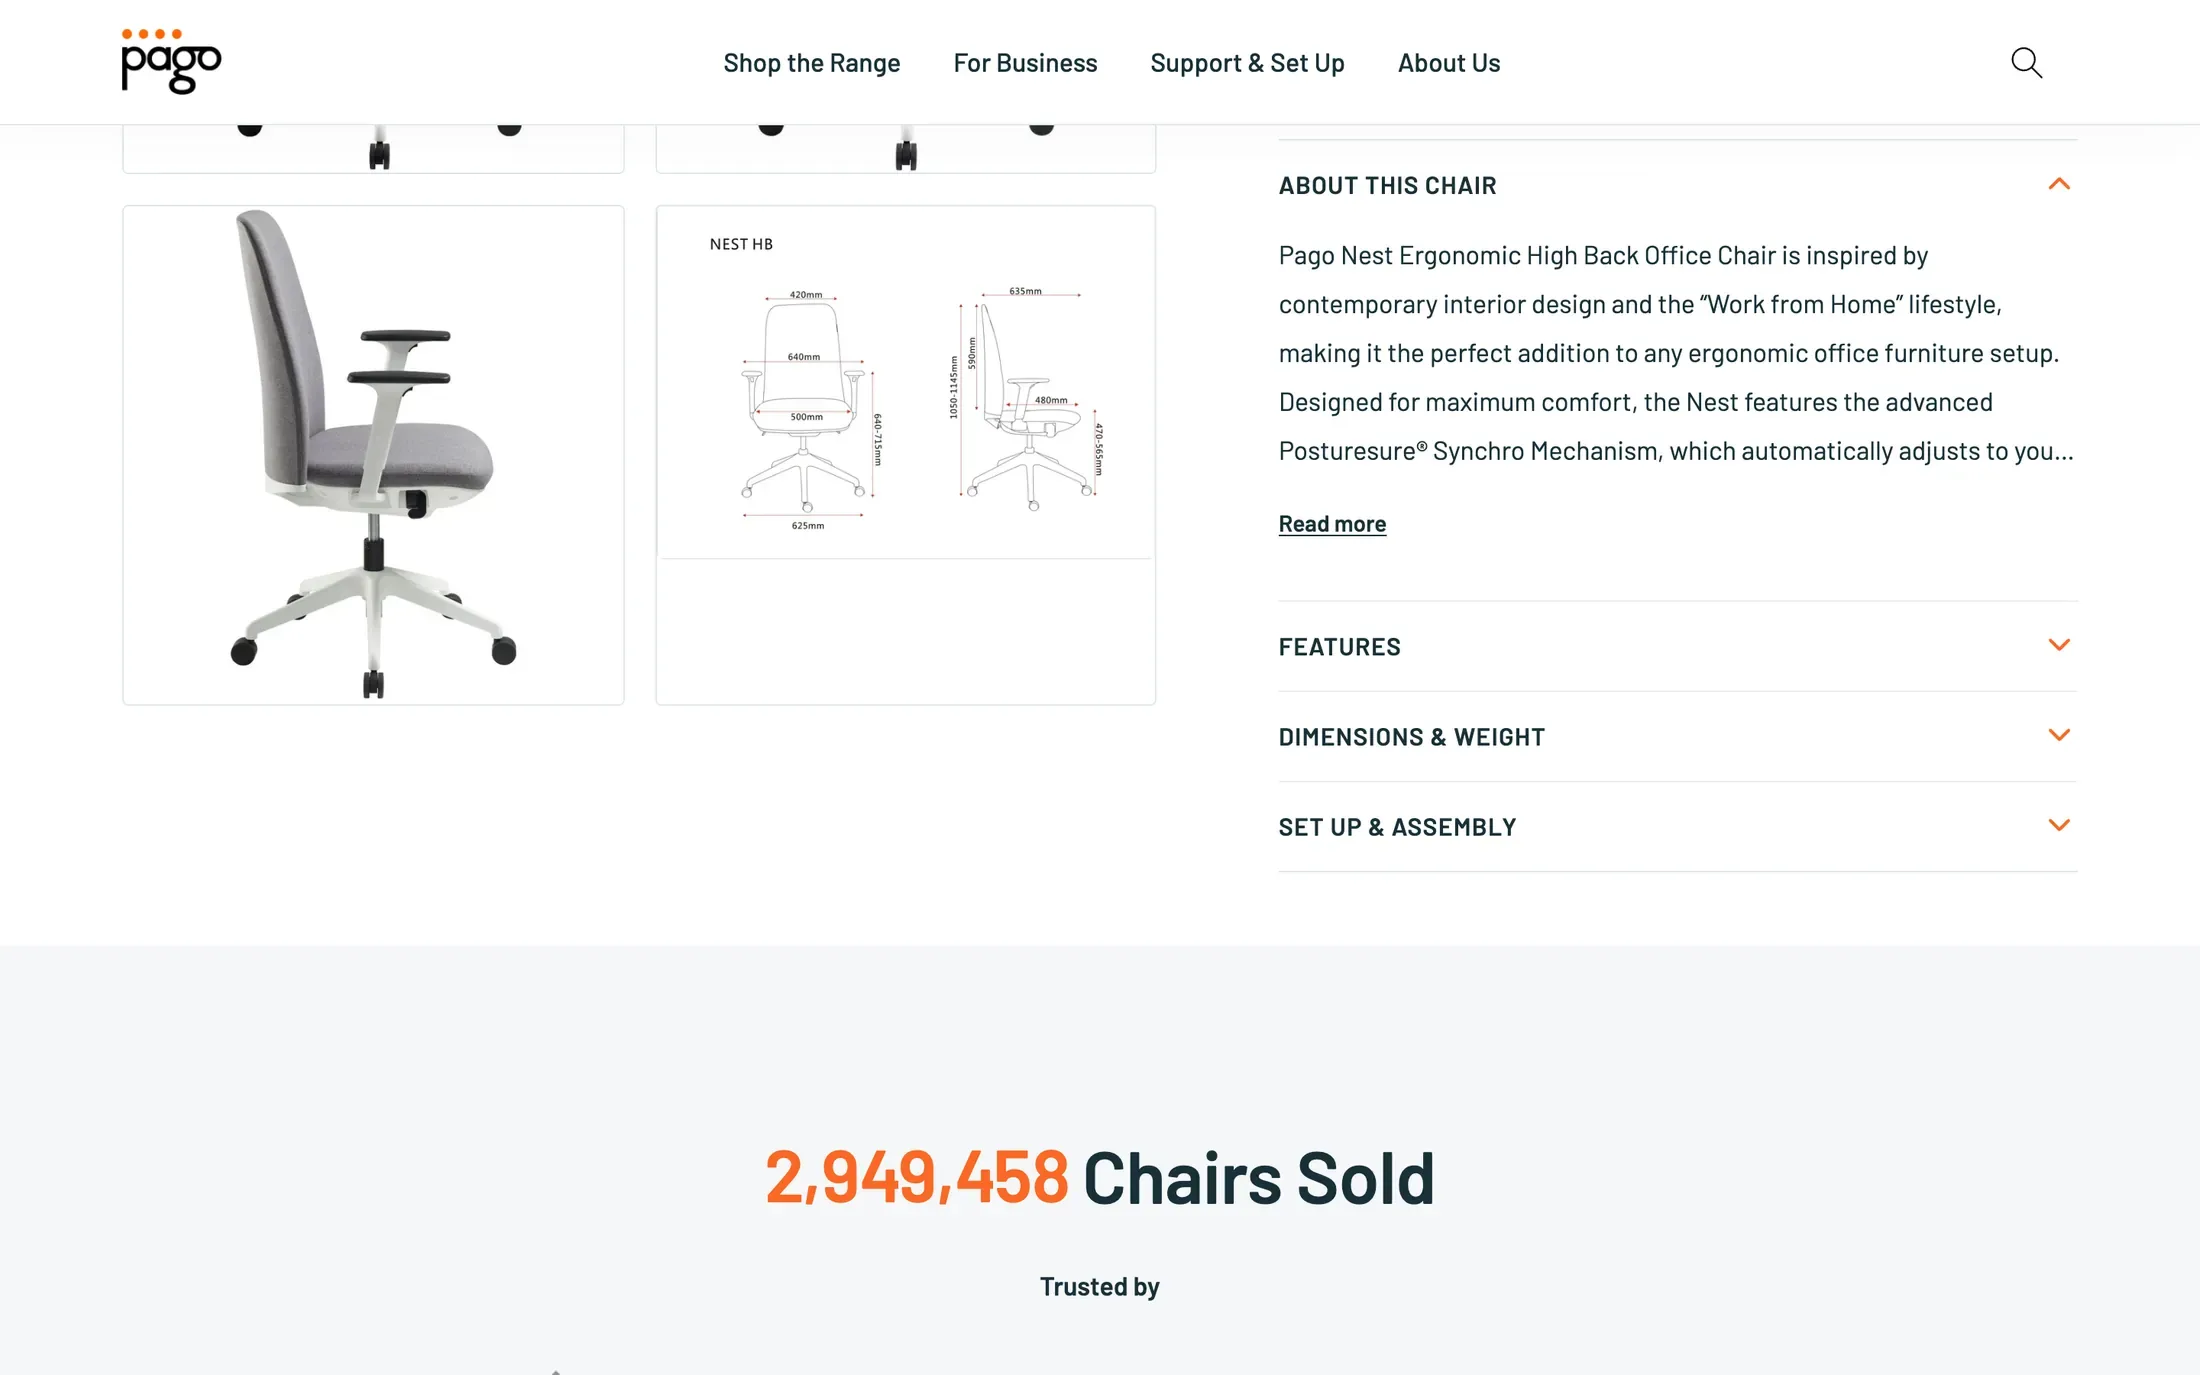 pago
Shop the Range
For Business
Support & Set Up
About Us
NEST HB
420mm
640mm
500mm
640-715mm
625mm
635mm
590mm
1050-1145mm
480mm
470-565mm
ABOUT THIS CHAIR
Pago Nest Ergonomic High Back Office Chair is inspired by
contemporary interior design and the “Work from Home” lifestyle,
making it the perfect addition to any ergonomic office furniture setup.
Designed for maximum comfort, the Nest features the advanced
Posturesure® Synchro Mechanism, which automatically adjusts to you...
Read more
FEATURES
DIMENSIONS & WEIGHT
SET UP & ASSEMBLY
2,949,458 Chairs Sold
Trusted by